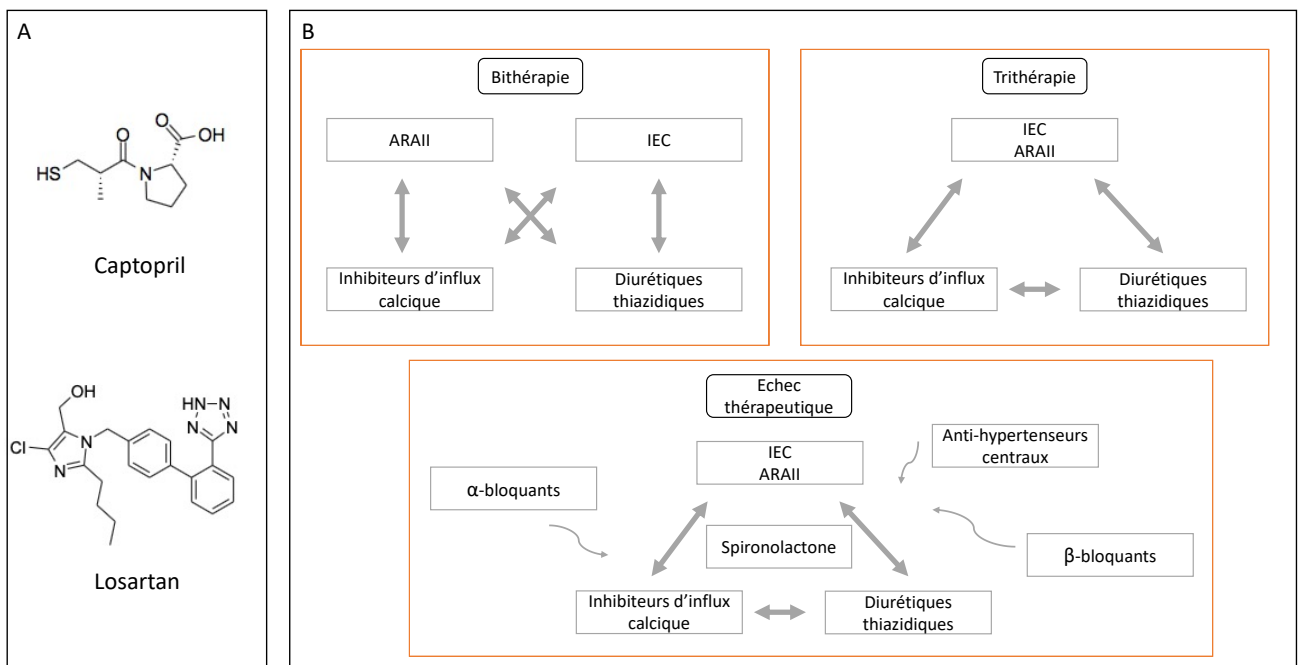 A
O
O
OH
HS
N
Captopril
OH
HN
N
N
N
Cl
N
N
Losartan
B
Bithérapie
ARAII
IEC
Inhibiteurs d'influx
calcique
Diurétiques
thiazidiques
Trithérapie
IEC
ARAII
Inhibiteurs d'influx
calcique
Diurétiques
thiazidiques
Echec
thérapeutique
IEC
ARAII
Anti-hypertenseurs
centraux
α-bloquants
Spironolactone
β-bloquants
Inhibiteurs d'influx
calcique
Diurétiques
thiazidiques